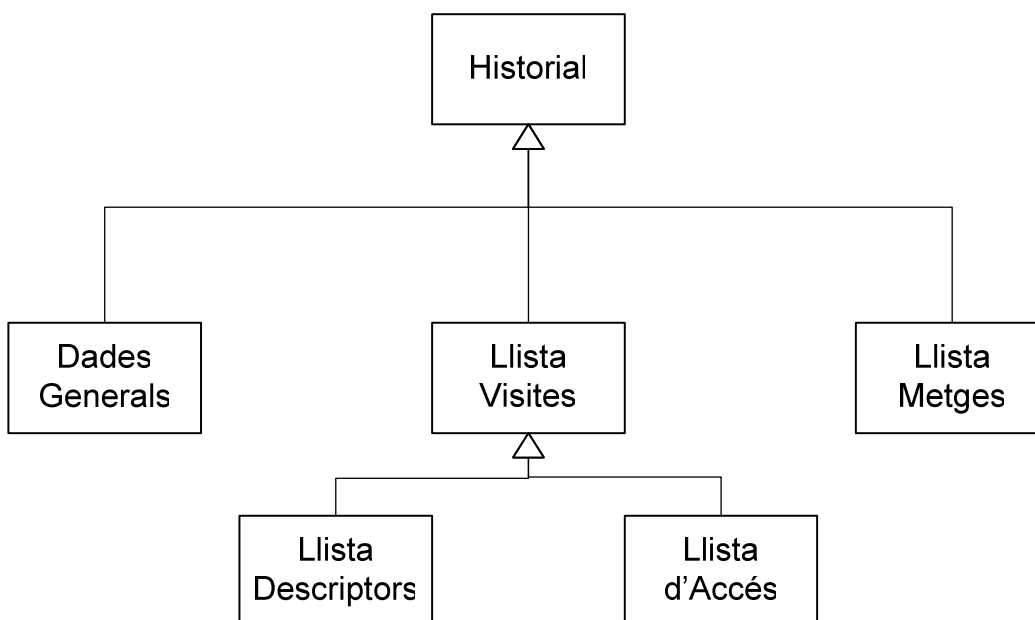 Historial
Dades
Generals
Llista
Visites
Llista
Metges
Llista
Descriptors
Llista
d’Accés